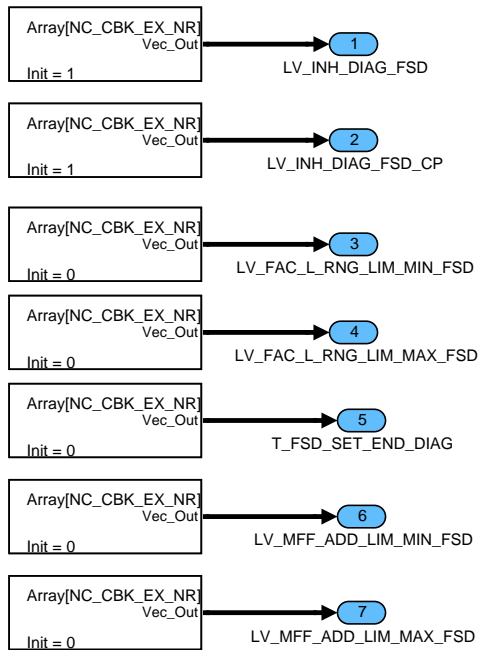 Array[NC_CBK_EX_NR]
Vec_Out
1
Init = 1
LV_INH_DIAG_FSD
Array[NC_CBK_EX_NR]
Vec_Out
2
Init = 1
LV_INH_DIAG_FSD_CP
Array[NC_CBK_EX_NR]
Vec_Out
3
Init = 0
LV_FAC_L_RNG_LIM_MIN_FSD
Array[NC_CBK_EX_NR]
Vec_Out
4
Init = 0
LV_FAC_L_RNG_LIM_MAX_FSD
Array[NC_CBK_EX_NR]
Vec_Out
5
Init = 0
T_FSD_SET_END_DIAG
Array[NC_CBK_EX_NR]
Vec_Out
6
Init = 0
LV_MFF_ADD_LIM_MIN_FSD
Array[NC_CBK_EX_NR]
Vec_Out
7
Init = 0
LV_MFF_ADD_LIM_MAX_FSD